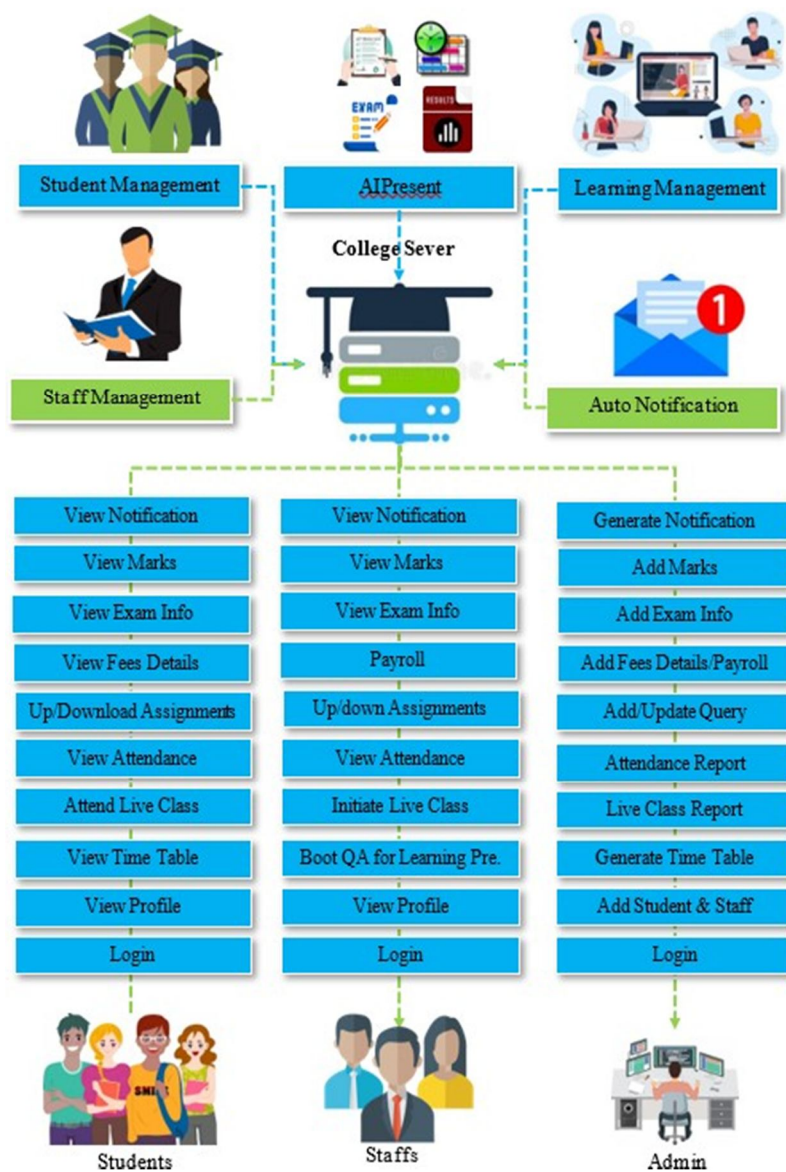 EXAM
RESULTS
Student Management
AIPresent
Learning Management
College Sever
1
Staff Management
Auto Notification
View Notification
View Marks
View Exam Info
View Fees Details
Up/Download Assignments
View Attendance
Attend Live Class
View Time Table
View Profile
Login
View Notification
View Marks
View Exam Info
Payroll
Up/down Assignments
View Attendance
Initiate Live Class
Boot QA for Learning Pre.
View Profile
Login
Generate Notification
Add Marks
Add Exam Info
Add Fees Details/Payroll
Add/Update Query
Attendance Report
Live Class Report
Generate Time Table
Add Student & Staff
Login
Students
Staffs
Admin